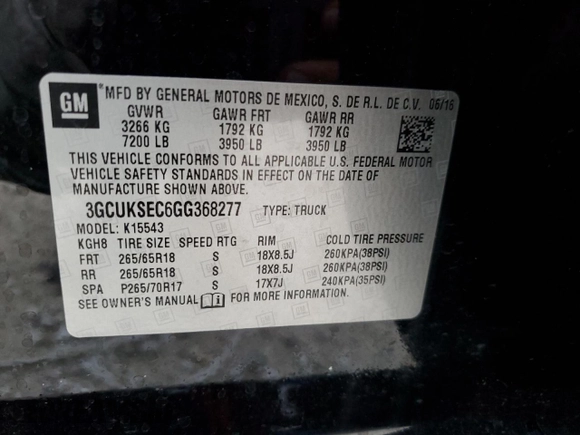 GM
MFD BY GENERAL MOTORS DE MEXICO, S. DE R.L. DE C.V. 06/16
GVWR GAWR FRT GAWR RR
3266 KG 1792 KG 1792 KG
7200 LB 3950 LB 3950 LB
THIS VEHICLE CONFORMS TO ALL APPLICABLE U.S. FEDERAL MOTOR
VEHICLE SAFETY STANDARDS IN EFFECT ON THE DATE OF
MANUFACTURE SHOWN ABOVE.
3GCUKSEC6GG368277 TYPE: TRUCK
MODEL: K15543
KGH8 TIRE SIZE SPEED RTG RIM COLD TIRE PRESSURE
FRT 265/65R18 S 18X8.5J 260KPA(38PSI)
RR 265/65R18 S 18X8.5J 260KPA(38PSI)
SPA P265/70R17 S 17X7J 240KPA(35PSI)
SEE OWNER'S MANUAL FOR MORE INFORMATION.